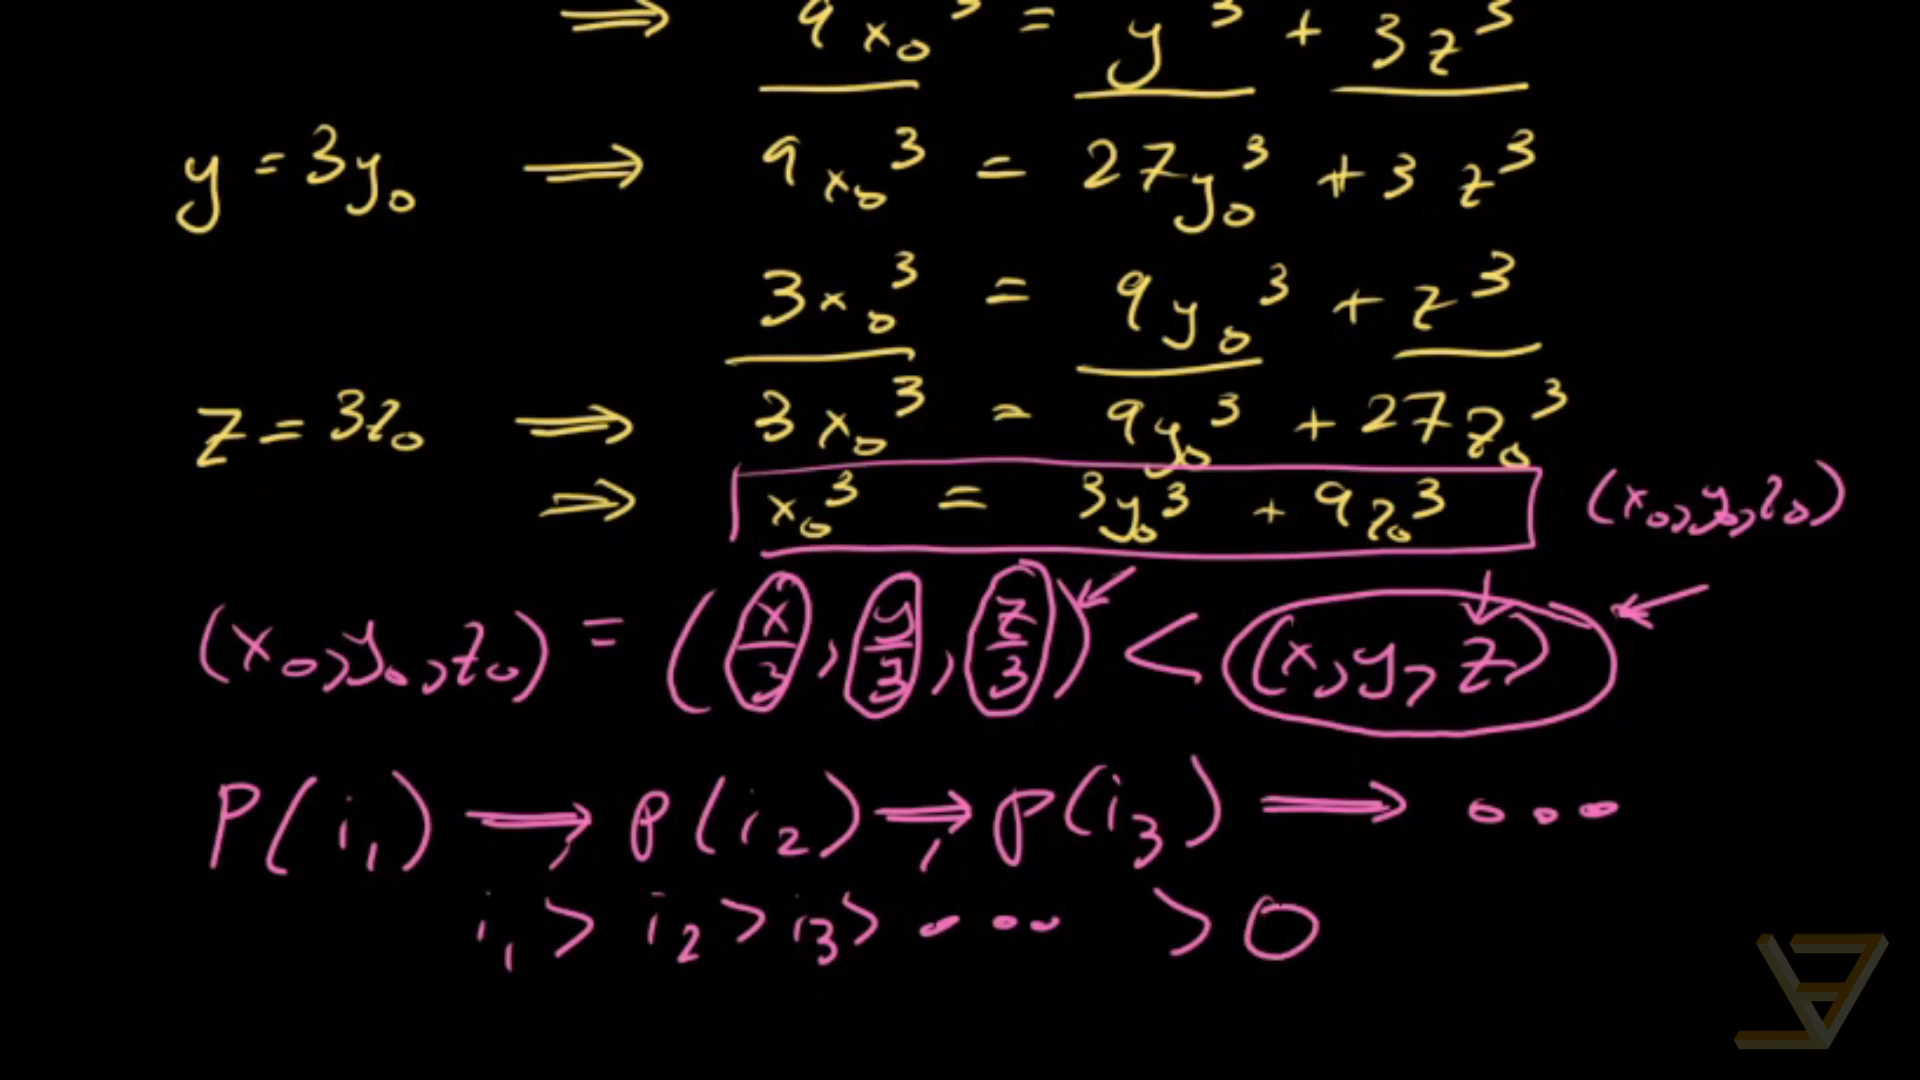 ⟹ 9x₀³ = y³ + 3z³
y = 3y₀ ⟹ 9x₀³ = 27y₀³ + 3z³
3x₀³ = 9y₀³ + z³
z = 3z₀ ⟹ 3x₀³ = 9y₀³ + 27z₀³
⟹ x₀³ = 3y₀³ + 9z₀³ (x₀, y₀, z₀)
(x₀, y₀, z₀) = (x/3, y/3, z/3) < (x, y, z)
P(i₁) ⟹ P(i₂) ⟹ P(i₃) ⟹ ...
i₁ > i₂ > i₃ > ... > 0